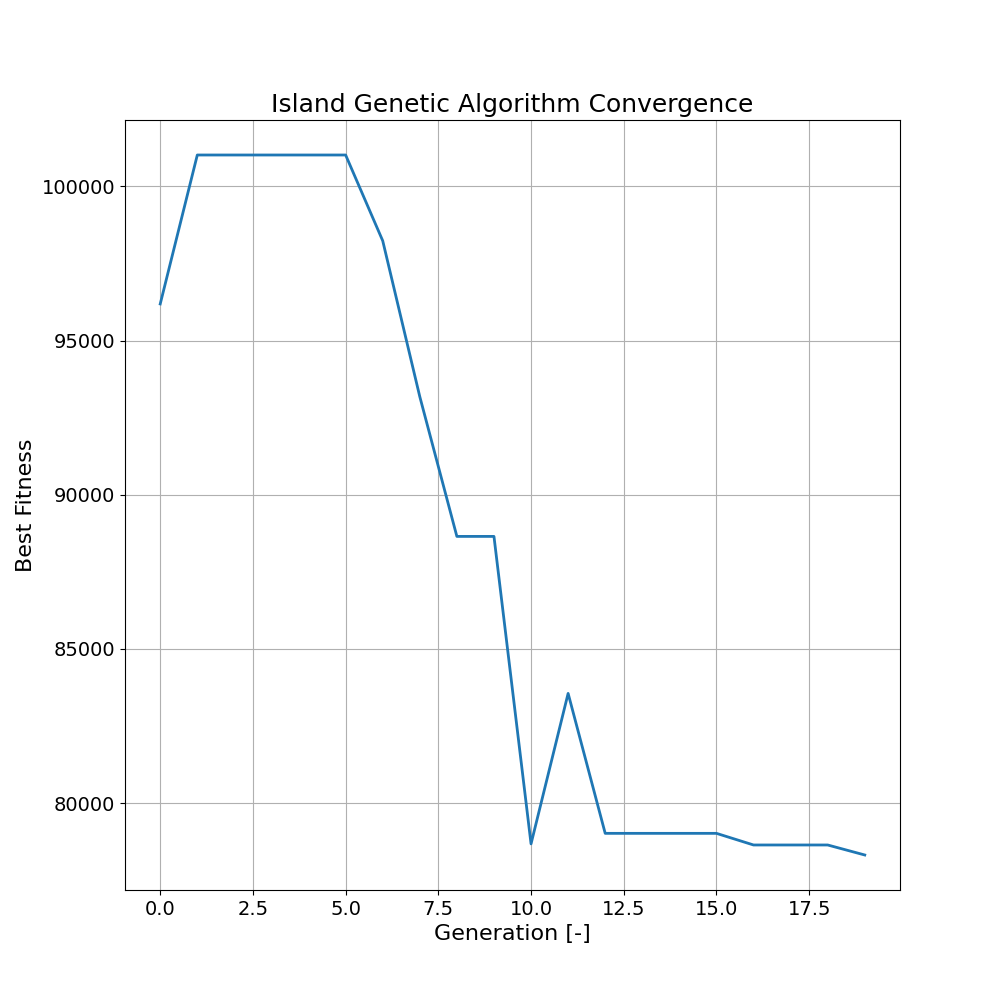 Island Genetic Algorithm Convergence
100000
95000
90000
85000
80000
Best Fitness
0.0 2.5 5.0 7.5 10.0 12.5 15.0 17.5
Generation [-]